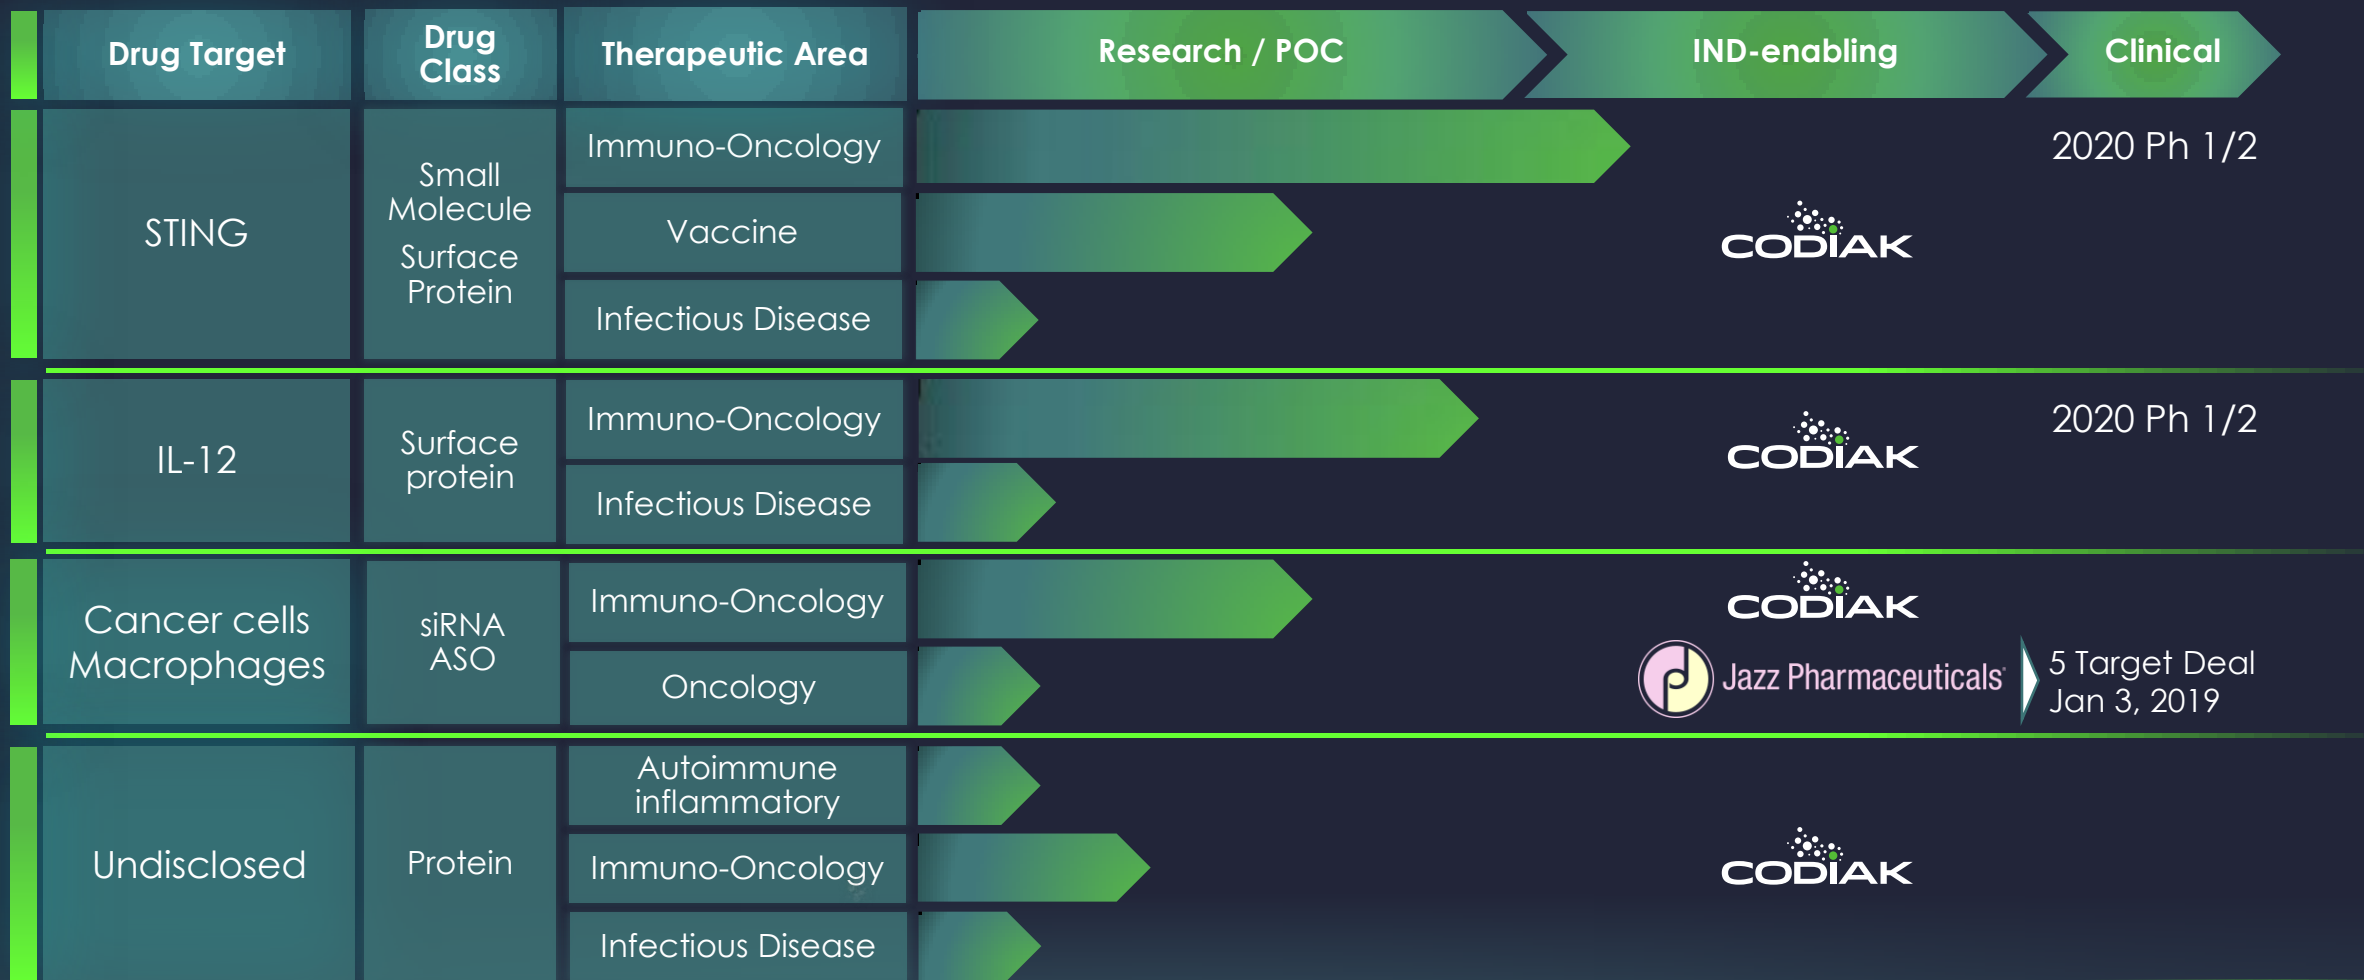 Drug Target
Drug
Class
Therapeutic Area
Research / POC
IND-enabling
Clinical
STING
Small
Molecule
Surface
Protein
Immuno-Oncology
2020 Ph 1/2
Vaccine
CODIAK
Infectious Disease
IL-12
Surface
protein
Immuno-Oncology
CODIAK
2020 Ph 1/2
Infectious Disease
Cancer cells
Macrophages
siRNA
ASO
Immuno-Oncology
CODIAK
Oncology
Jazz Pharmaceuticals
5 Target Deal
Jan 3, 2019
Undisclosed
Protein
Autoimmune
inflammatory
Immuno-Oncology
CODIAK
Infectious Disease